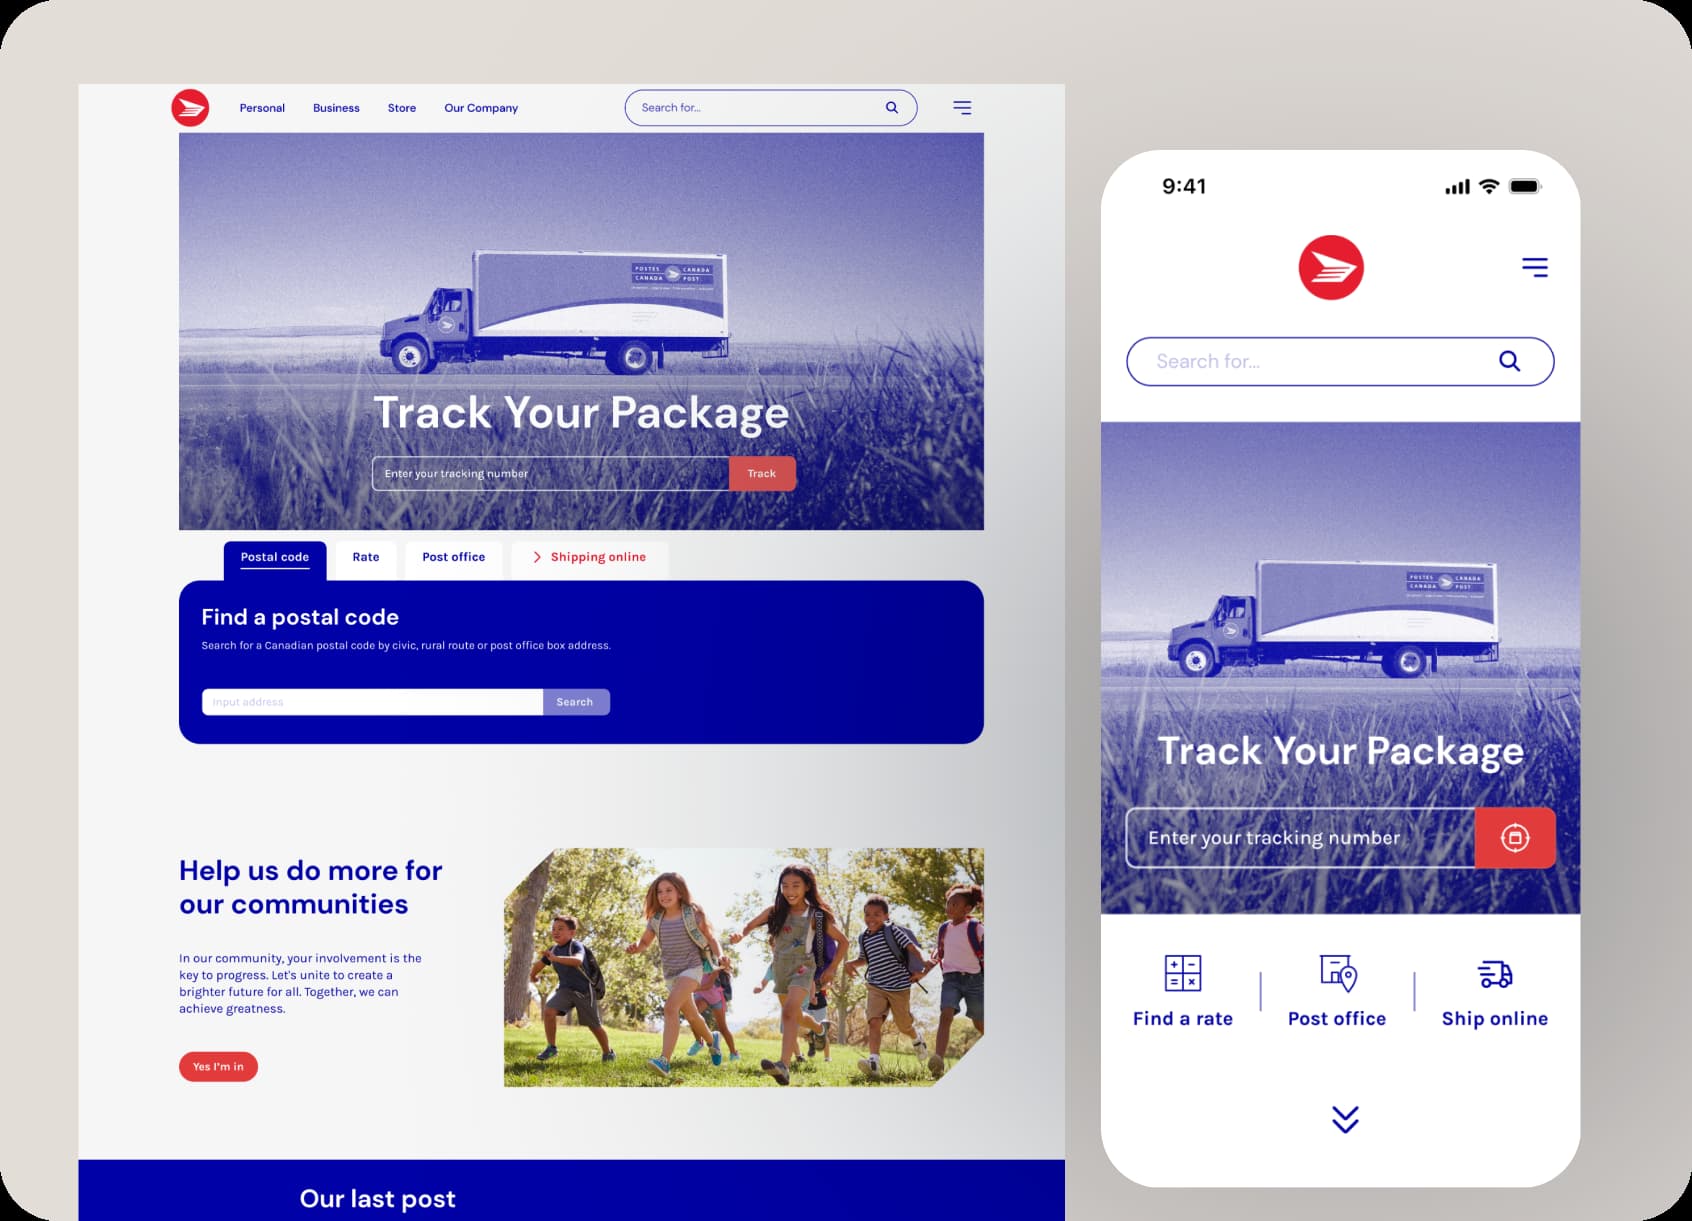 Personal Business Store Our Company Search for...
POSTES CANADA
CANADA POST
Track Your Package
Enter your tracking number Track
Postal code Rate Post office Shipping online
Find a postal code
Search for a Canadian postal code by civic, rural route or post office box address.
Input address Search
Help us do more for
our communities
In our community, your involvement is the
key to progress. Let's unite to create a
brighter future for all. Together, we can
achieve greatness.
Yes I'm in
Our last post
9:41
Search for...
POSTES CANADA
CANADA POST
Track Your Package
Enter your tracking number
Find a rate Post office Ship online